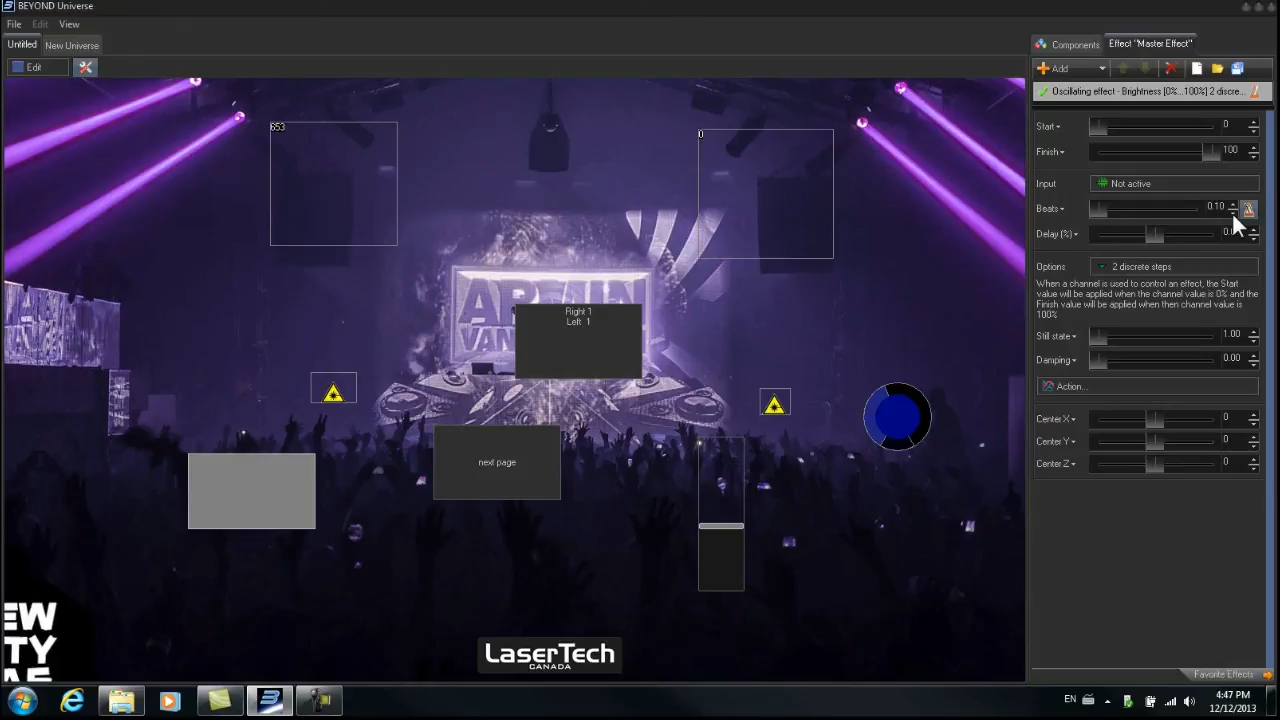 BEYOND Universe
File Edit View
Untitled New Universe
Edit
Components Effect "Master Effect"
Add
Oscillating effect - Brightness [0%...100%] 2 discre...
Start 0
Finish 100
Input Not active
Beats 0.10
Delay (%)
Options 2 discrete steps
When a channel is used to control an effect, the Start
value will be applied when the channel value is 0% and the
Finish value will be applied when then channel value is
100%
Still state 1.00
Damping 0.00
Action...
Center X 0
Center Y 0
Center Z 0
Favorite Effects
653
0
Right 1
Left 1
next page
LaserTech
CANADA
EW
EN
4:47 PM
12/12/2013